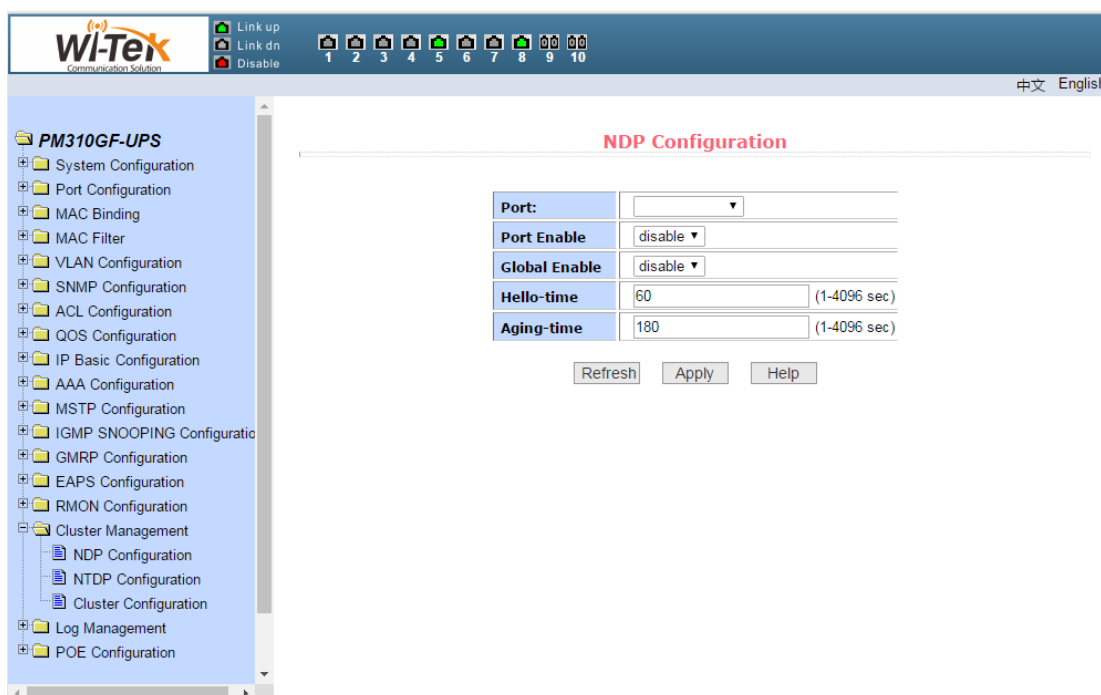 Wi-Tek
Communication Solution
Link up
Link dn
Disable
1 2 3 4 5 6 7 8 9 10
中文 English
PM310GF-UPS
System Configuration
Port Configuration
MAC Binding
MAC Filter
VLAN Configuration
SNMP Configuration
ACL Configuration
QOS Configuration
IP Basic Configuration
AAA Configuration
MSTP Configuration
IGMP SNOOPING Configuratio
GMRP Configuration
EAPS Configuration
RMON Configuration
Cluster Management
NDP Configuration
NTDP Configuration
Cluster Configuration
Log Management
POE Configuration
NDP Configuration
Port:
Port Enable disable
Global Enable disable
Hello-time 60 (1-4096 sec)
Aging-time 180 (1-4096 sec)
Refresh Apply Help